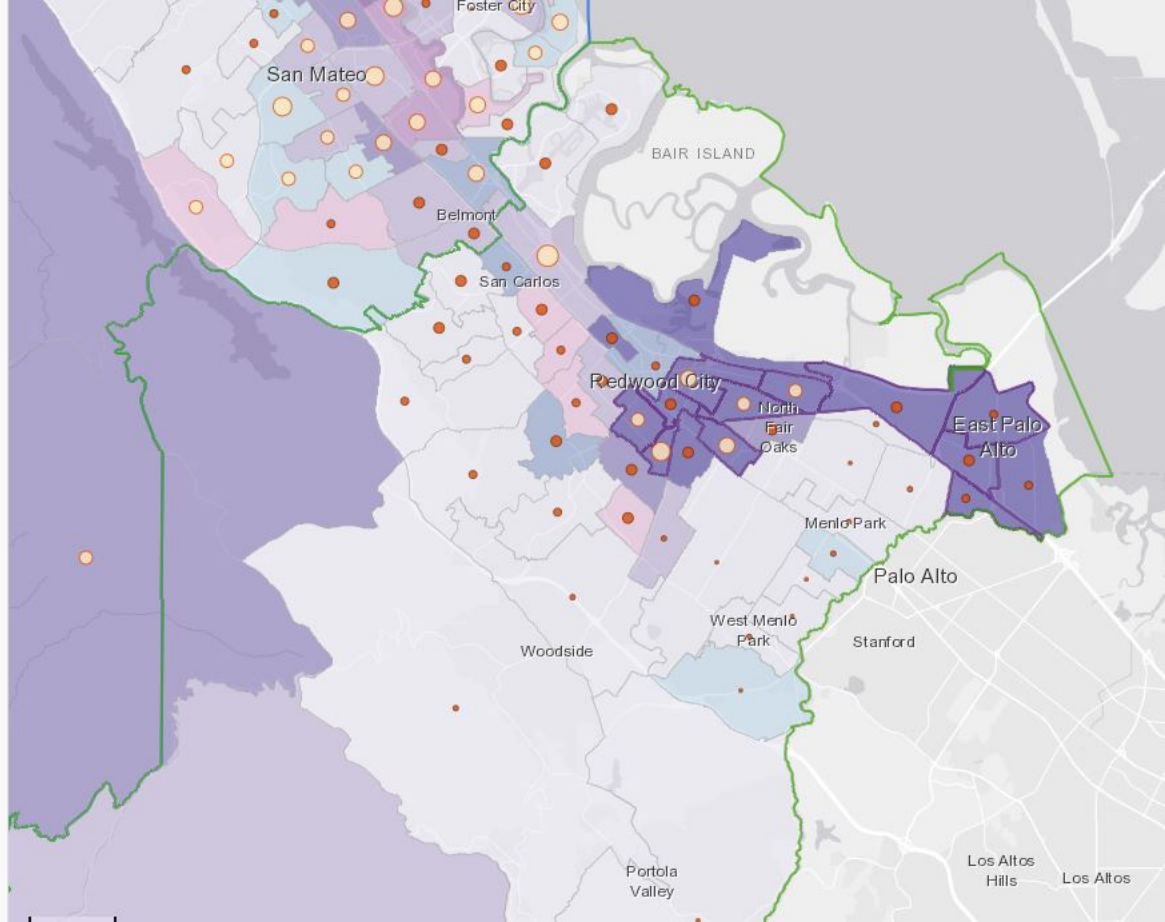 Foster City
San Mateo
BAIR ISLAND
Belmont
San Carlos
Redwood City
North
Fair
Oaks
East Palo
Alto
Menlo Park
Palo Alto
West Menlo
Park
Stanford
Woodside
Portola
Valley
Los Altos
Hills
Los Altos